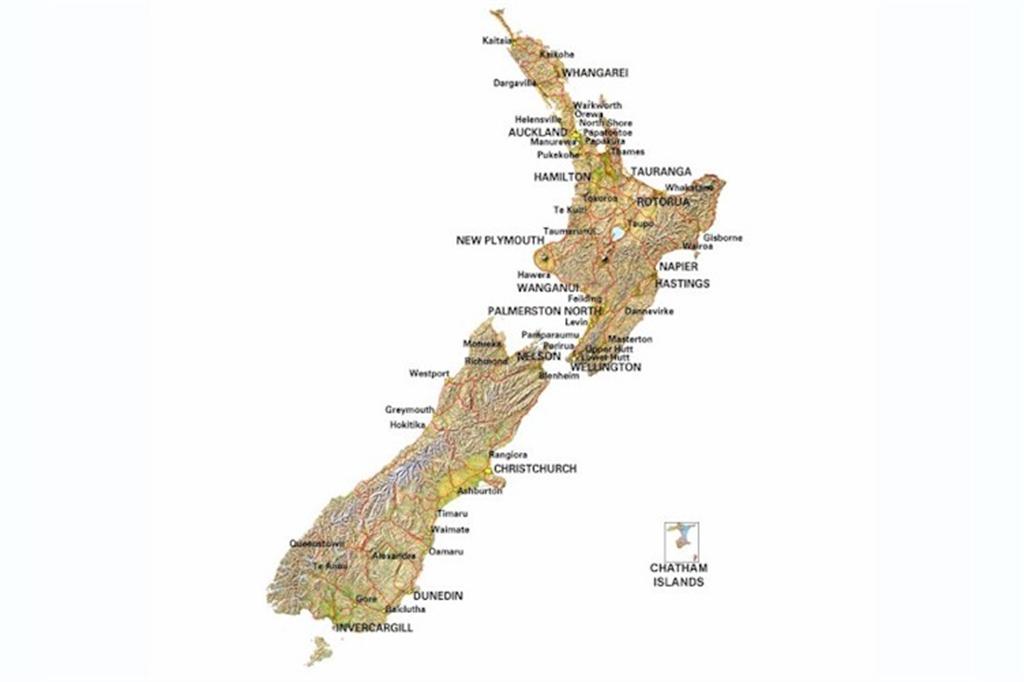 Kaitaia
Kaikohe
WHANGAREI
Dargaville
Warkworth
Orewa
Helensville
North Shore
AUCKLAND
Papatoetoe
Manurewa
Papakura
Pukekohe
Thames
TAURANGA
HAMILTON
Whakatane
Tokoroa
ROTORUA
Te Kuiti
Taupo
Taumarunui
Gisborne
NEW PLYMOUTH
Wairoa
NAPIER
Hawera
HASTINGS
WANGANUI
Feilding
PALMERSTON NORTH
Dannevirke
Levin
Paraparaumu
Masterton
Motueka
Porirua
Upper Hutt
NELSON
Lower Hutt
Richmond
WELLINGTON
Westport
Blenheim
Greymouth
Hokitika
Rangiora
CHRISTCHURCH
Ashburton
Timaru
Waimate
Queenstown
Oamaru
Alexandra
Te Anau
CHATHAM
ISLANDS
DUNEDIN
Gore
Balclutha
INVERCARGILL